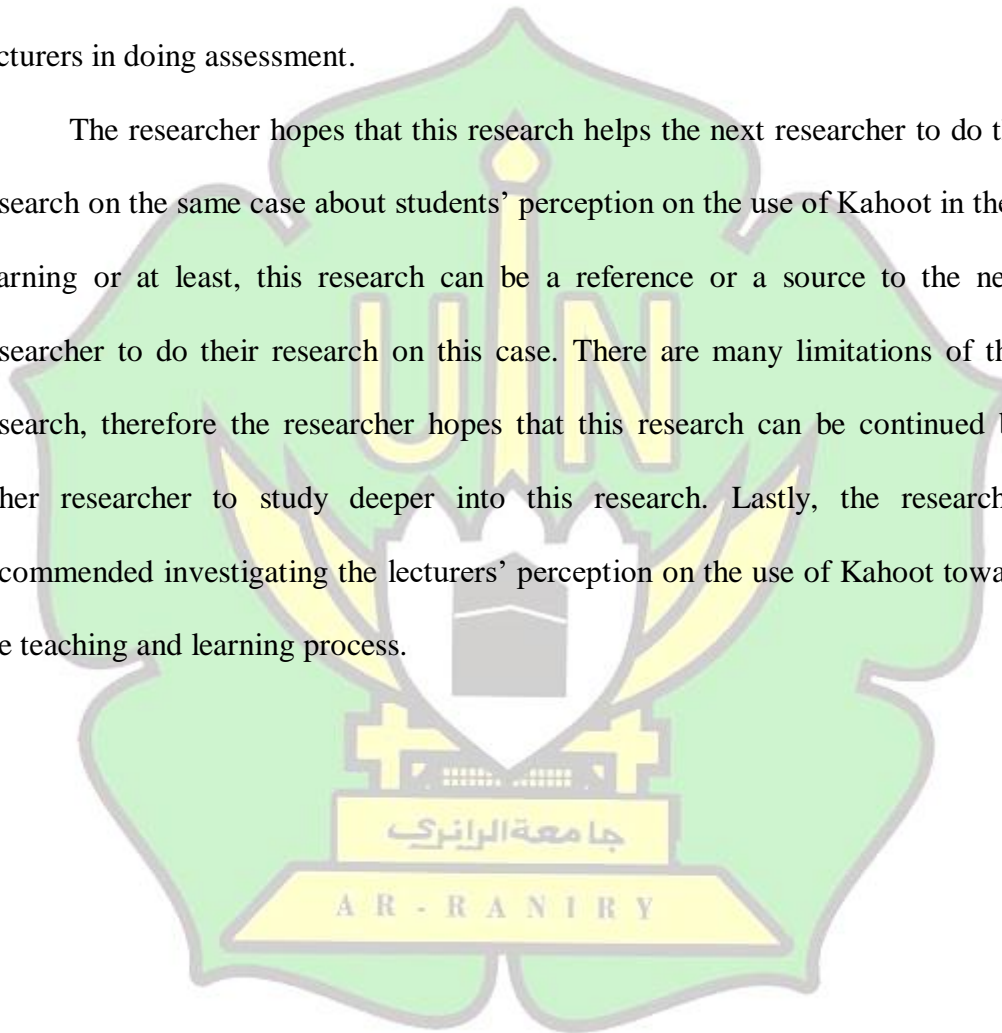 cturers in doing assessment.
The researcher hopes that this research helps the next researcher to do t
search on the same case about students’ perception on the use of Kahoot in the
arning or at least, this research can be a reference or a source to the ne
searcher to do their research on this case. There are many limitations of th
search, therefore the researcher hopes that this research can be continued b
her researcher to study deeper into this research. Lastly, the research
commended investigating the lecturers’ perception on the use of Kahoot towa
e teaching and learning process.
UIN
جامعة الرانري
AR-RANIRY